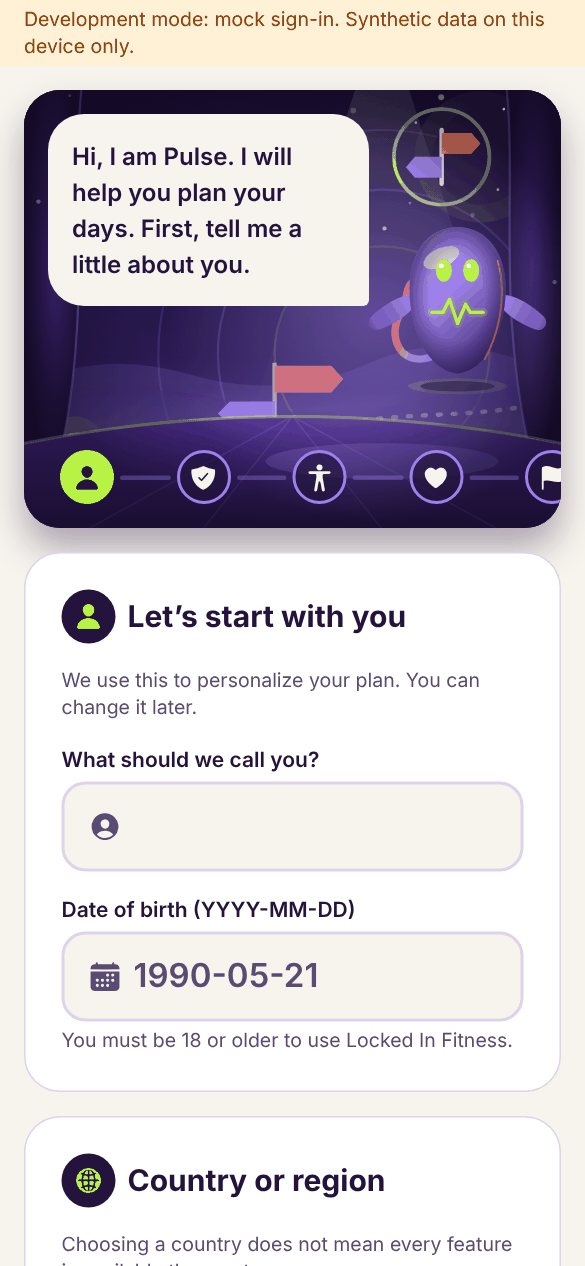 Development mode: mock sign-in. Synthetic data on this
device only.
Hi, I am Pulse. I will
help you plan your
days. First, tell me a
little about you.
Let’s start with you
We use this to personalize your plan. You can
change it later.
What should we call you?
Date of birth (YYYY-MM-DD)
1990-05-21
You must be 18 or older to use Locked In Fitness.
Country or region
Choosing a country does not mean every feature